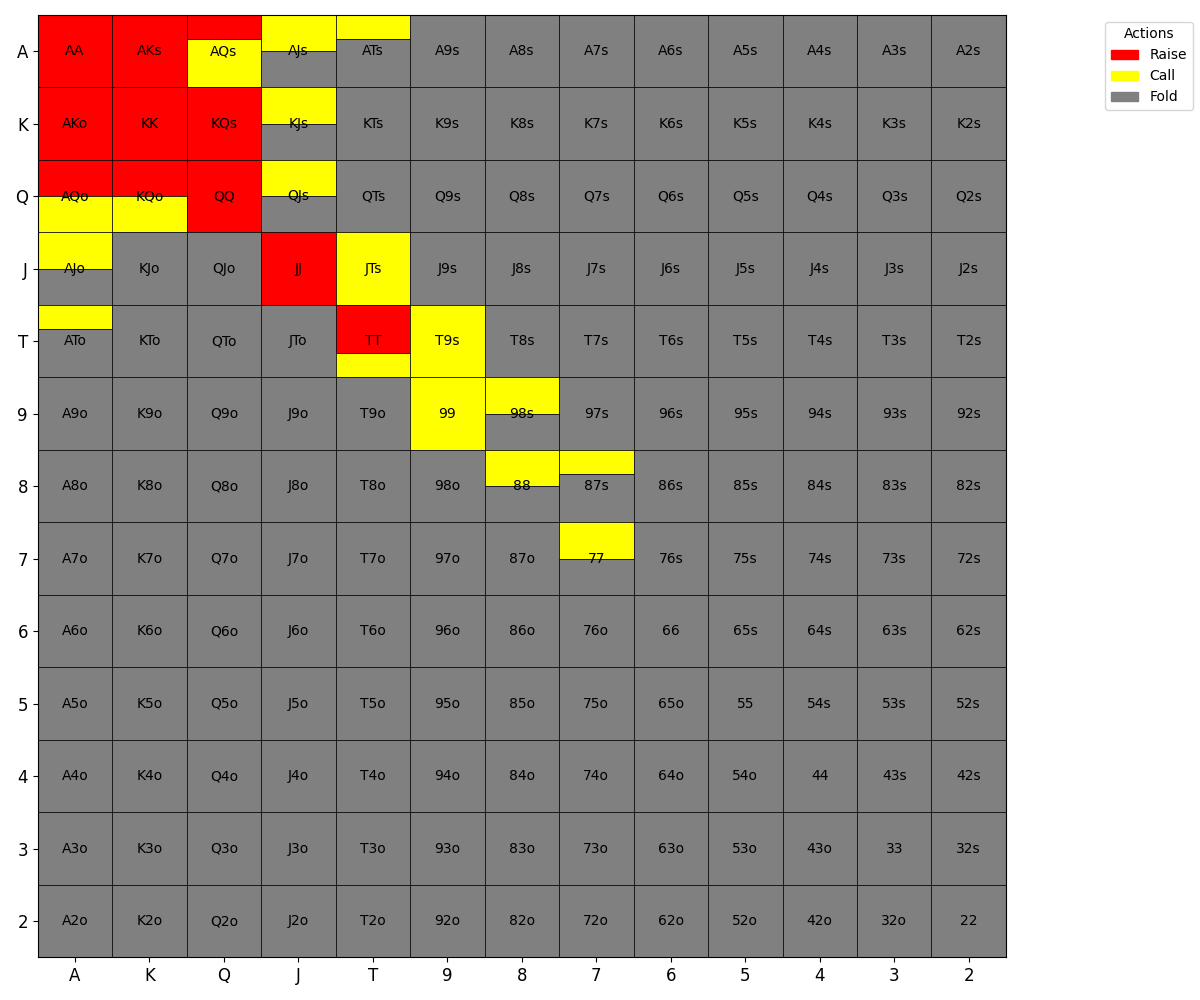 Actions
Raise
Call
Fold
A AA AKs AQs AJs ATs A9s A8s A7s A6s A5s A4s A3s A2s
K AKo KK KQs KJs KTs K9s K8s K7s K6s K5s K4s K3s K2s
Q AQo KQo QQ QJs QTs Q9s Q8s Q7s Q6s Q5s Q4s Q3s Q2s
J AJo KJo QJo JJ JTs J9s J8s J7s J6s J5s J4s J3s J2s
T ATo KTo QTo JTo TT T9s T8s T7s T6s T5s T4s T3s T2s
9 A9o K9o Q9o J9o T9o 99 98s 97s 96s 95s 94s 93s 92s
8 A8o K8o Q8o J8o T8o 98o 88 87s 86s 85s 84s 83s 82s
7 A7o K7o Q7o J7o T7o 97o 87o 77 76s 75s 74s 73s 72s
6 A6o K6o Q6o J6o T6o 96o 86o 76o 66 65s 64s 63s 62s
5 A5o K5o Q5o J5o T5o 95o 85o 75o 65o 55 54s 53s 52s
4 A4o K4o Q4o J4o T4o 94o 84o 74o 64o 54o 44 43s 42s
3 A3o K3o Q3o J3o T3o 93o 83o 73o 63o 53o 43o 33 32s
2 A2o K2o Q2o J2o T2o 92o 82o 72o 62o 52o 42o 32o 22
A K Q J T 9 8 7 6 5 4 3 2